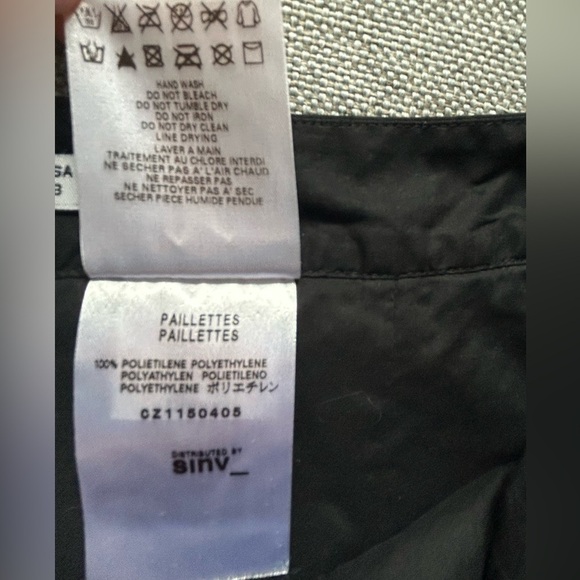 SA
3
HAND WASH
DO NOT BLEACH
DO NOT TUMBLE DRY
DO NOT IRON
DO NOT DRY CLEAN
LINE DRYING
LAVER A MAIN
TRAITEMENT AU CHLORE INTERDI
NE SECHER PAS A' L'AIR CHAUD
NE REPASSER PAS
NE NETTOYER PAS A' SEC
SECHER PIECE HUMIDE PENDUE
PAILLETTES
PAILLETTES
100% POLIETILENE POLYETHYLENE
POLYATHYLEN POLIETILENO
POLYETHYLENE ポリエチレン
CZ1150405
DISTRIBUTED BY
sinv_